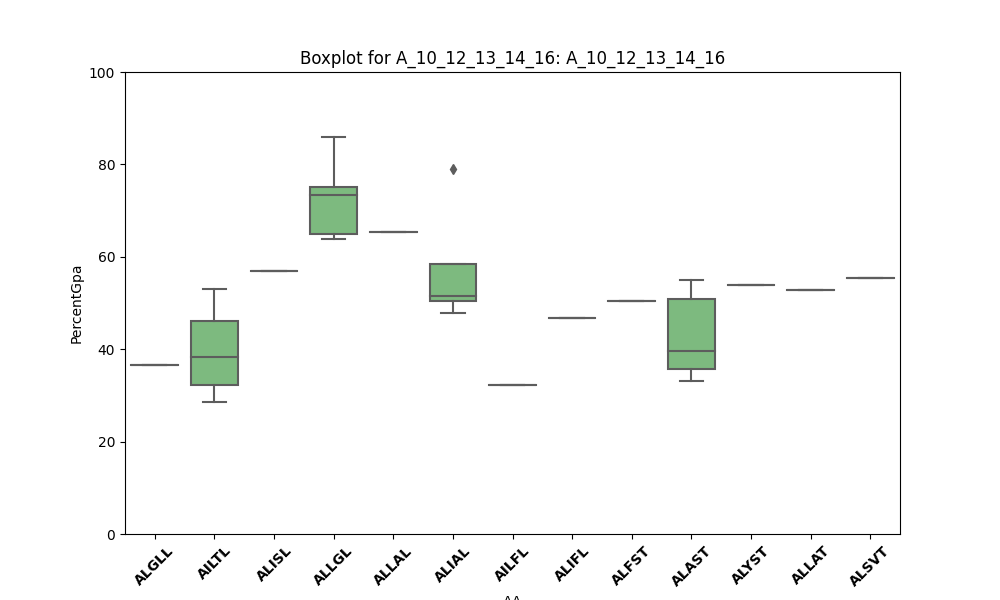 Boxplot for A_10_12_13_14_16: A_10_12_13_14_16
PercentGpa
100
80
60
40
20
0
ALGLL
AILTL
ALISL
ALLGL
ALLAL
ALIAL
AILFL
ALIFL
ALFST
ALAST
ALYST
ALLAT
ALSVT
AA